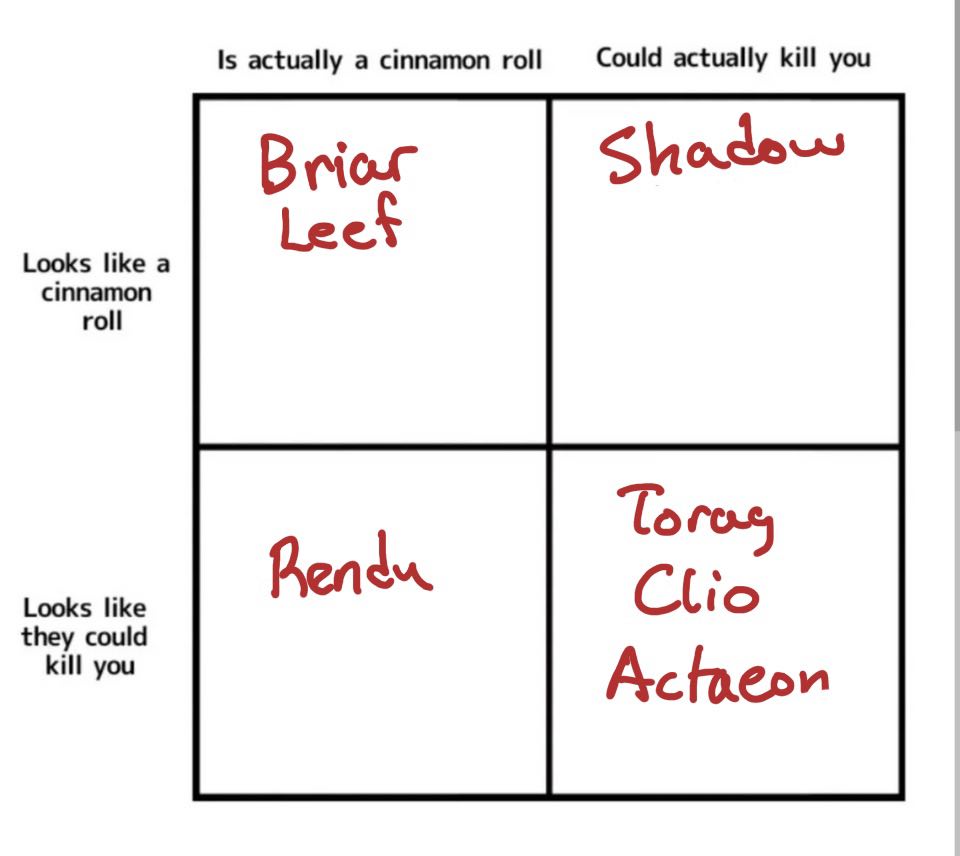 Is actually a cinnamon roll
Could actually kill you
Looks like a
cinnamon
roll
Briar
Leef
Shadow
Looks like
they could
kill you
Rendu
Torag
Clio
Actaeon